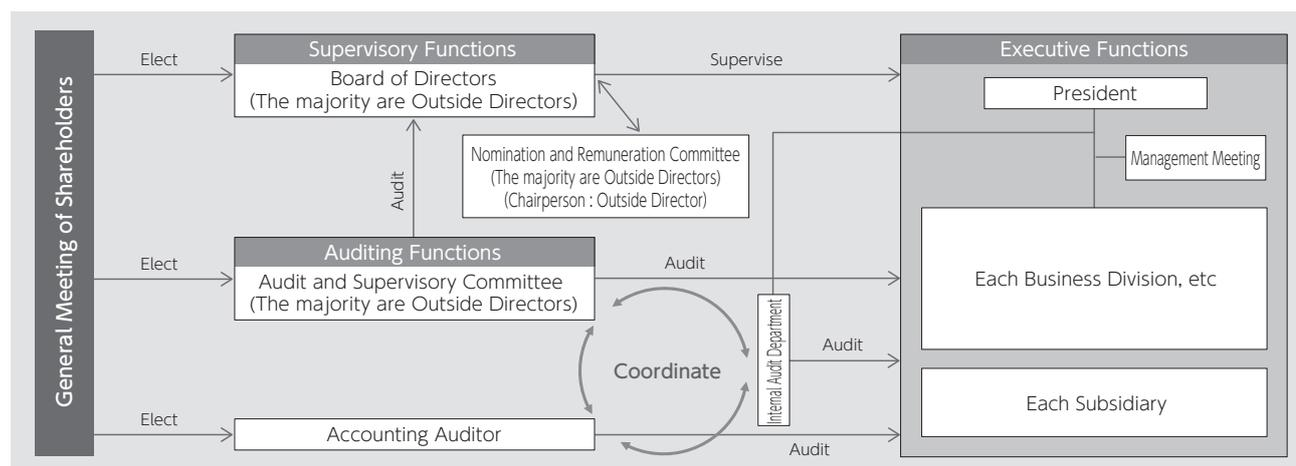 General Meeting of Shareholders
Elect
Supervisory Functions
Board of Directors
(The majority are Outside Directors)
Supervise
Nomination and Remuneration Committee
(The majority are Outside Directors)
(Chairperson : Outside Director)
Audit
Elect
Auditing Functions
Audit and Supervisory Committee
(The majority are Outside Directors)
Audit
Coordinate
Internal Audit Department
Audit
Elect
Accounting Auditor
Audit
Executive Functions
President
Management Meeting
Each Business Division, etc
Each Subsidiary